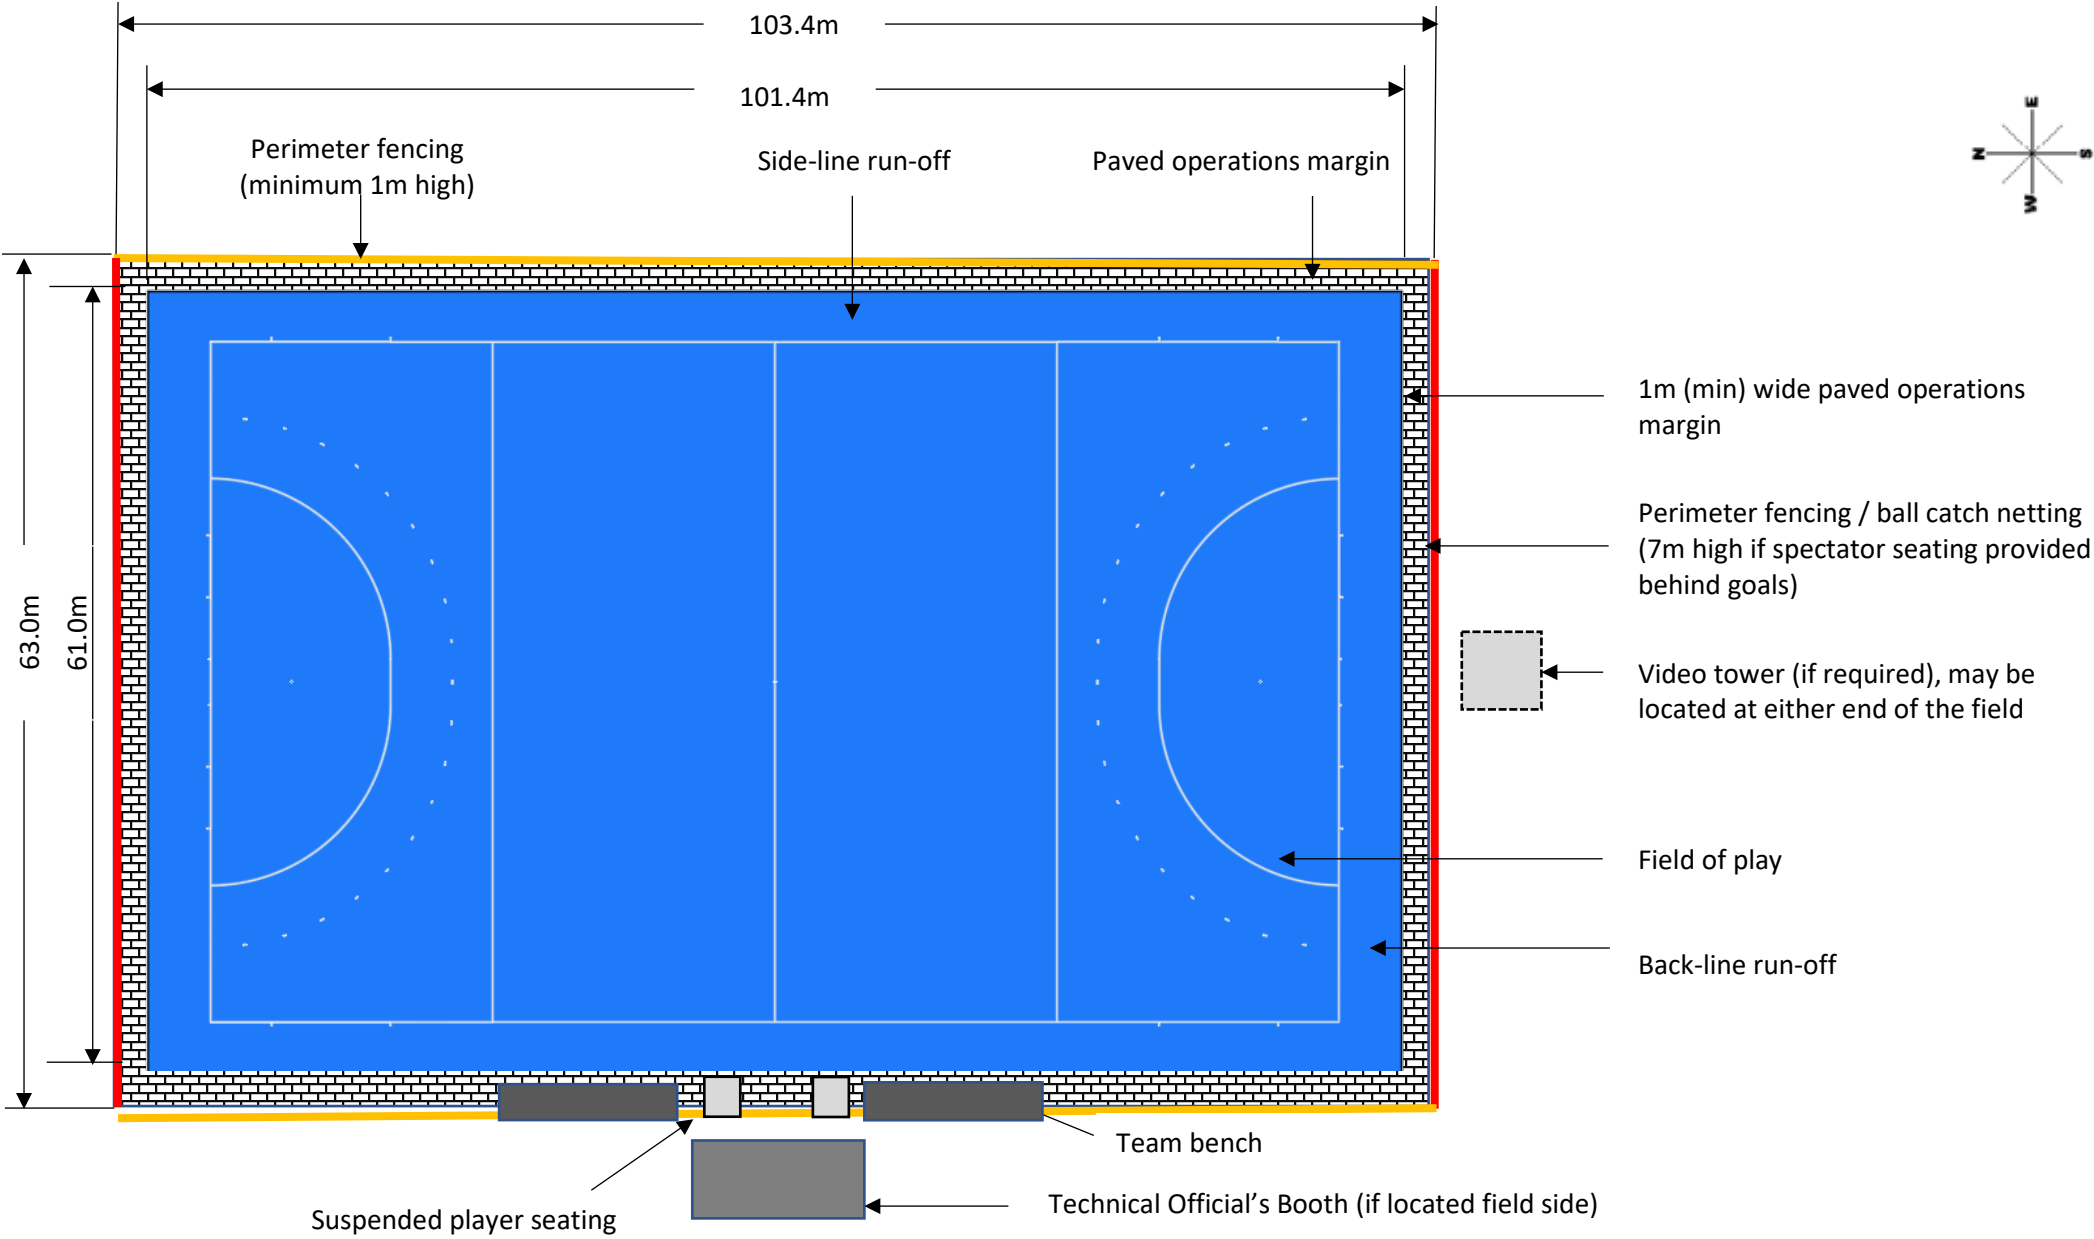 103.4m
101.4m
Perimeter fencing
(minimum 1m high)
Side-line run-off
Paved operations margin
E
N
S
W
1m (min) wide paved operations
margin
Perimeter fencing / ball catch netting
(7m high if spectator seating provided
behind goals)
63.0m
61.0m
Video tower (if required), may be
located at either end of the field
Field of play
Back-line run-off
Team bench
Technical Official’s Booth (if located field side)
Suspended player seating